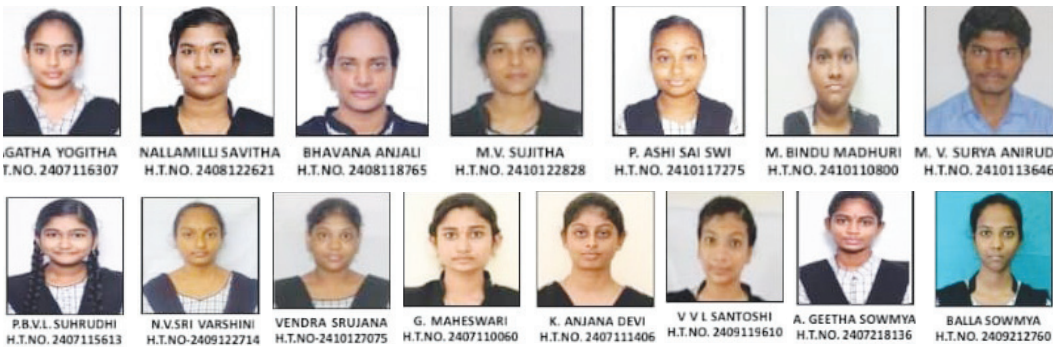 GATHA YOGITHA
T.NO. 2407116307
NALLAMILLI SAVITHA
H.T.NO. 2408122621
BHAVANA ANJALI
H.T.NO. 2408118765
M.V. SUJITHA
H.T.NO. 2410122828
P. ASHI SAI SWI
H.T.NO. 2410117275
M. BINDU MADHURI
H.T.NO. 2410110800
M. V. SURYA ANIRUD
H.T.NO. 2410113646
P.B.V.L. SUHRUDHI
H.T.NO. 2407115613
N.V.SRI VARSHINI
H.T.NO-2409122714
VENDRA SRUJANA
H.T.NO-2410127075
G. MAHESWARI
H.T.NO. 2407110060
K. ANJANA DEVI
H.T.NO. 2407111406
V V L SANTOSHI
H.T.NO. 2409119610
A. GEETHA SOWMYA
H.T.NO. 2407218136
BALLA SOWMYA
H.T.NO. 2409212760